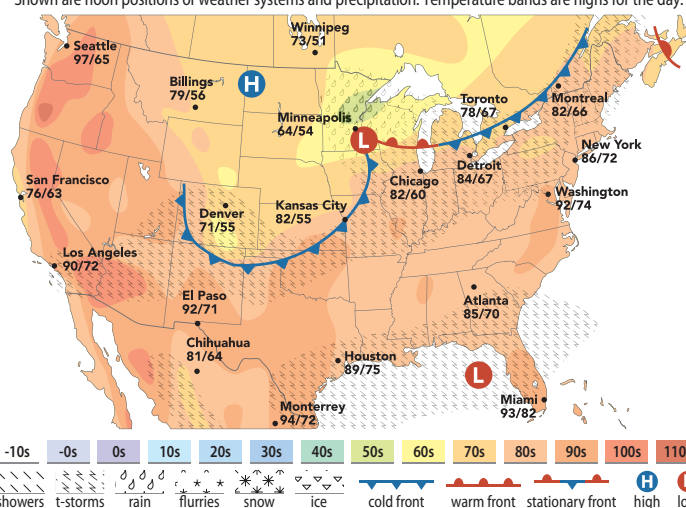 Shown are noon positions of weather systems and precipitation. Temperature bands are highs for the day.
Winnipeg
73/51
Seattle
97/65
Billings
79/56
H
Minneapolis
64/54
L
Toronto
78/67
Montreal
82/66
New York
86/72
Detroit
84/67
Chicago
82/60
San Francisco
76/63
Denver
71/55
Kansas City
82/55
Washington
92/74
Los Angeles
90/72
El Paso
92/71
Atlanta
85/70
Chihuahua
81/64
Houston
89/75
L
Miami
93/82
Monterrey
94/72
-10s -0s 0s 10s 20s 30s 40s 50s 60s 70s 80s 90s 100s 110
showers t-storms rain flurries snow ice cold front warm front stationary front high lo
H L